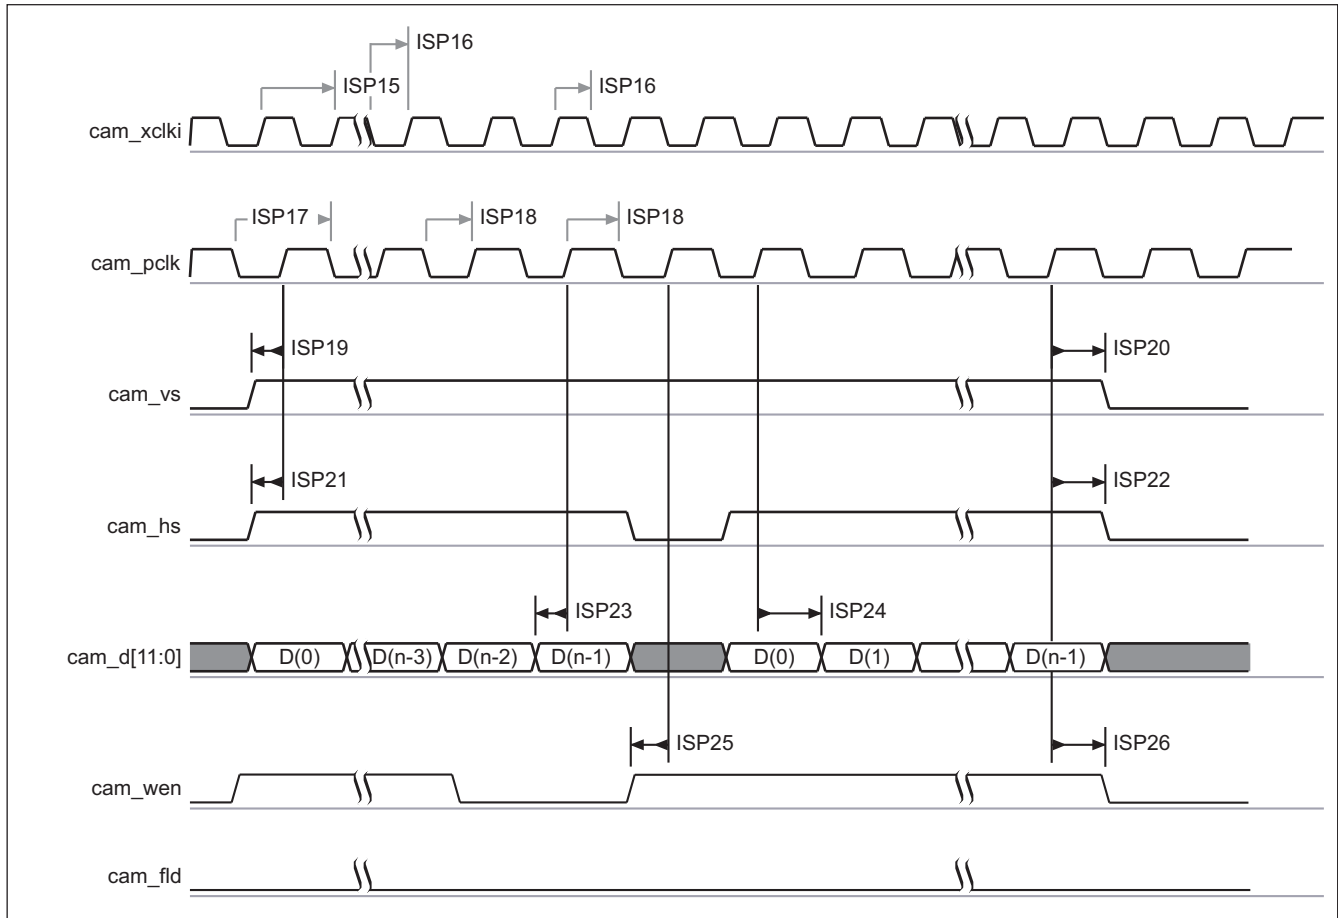 ISP16
ISP15
ISP16
cam_xclki
ISP17
ISP18
ISP18
cam_pclk
ISP19
ISP20
cam_vs
ISP21
ISP22
cam_hs
ISP23
ISP24
cam_d[11:0]
D(0)
D(n-3)
D(n-2)
D(n-1)
D(0)
D(1)
D(n-1)
ISP25
ISP26
cam_wen
cam_fld